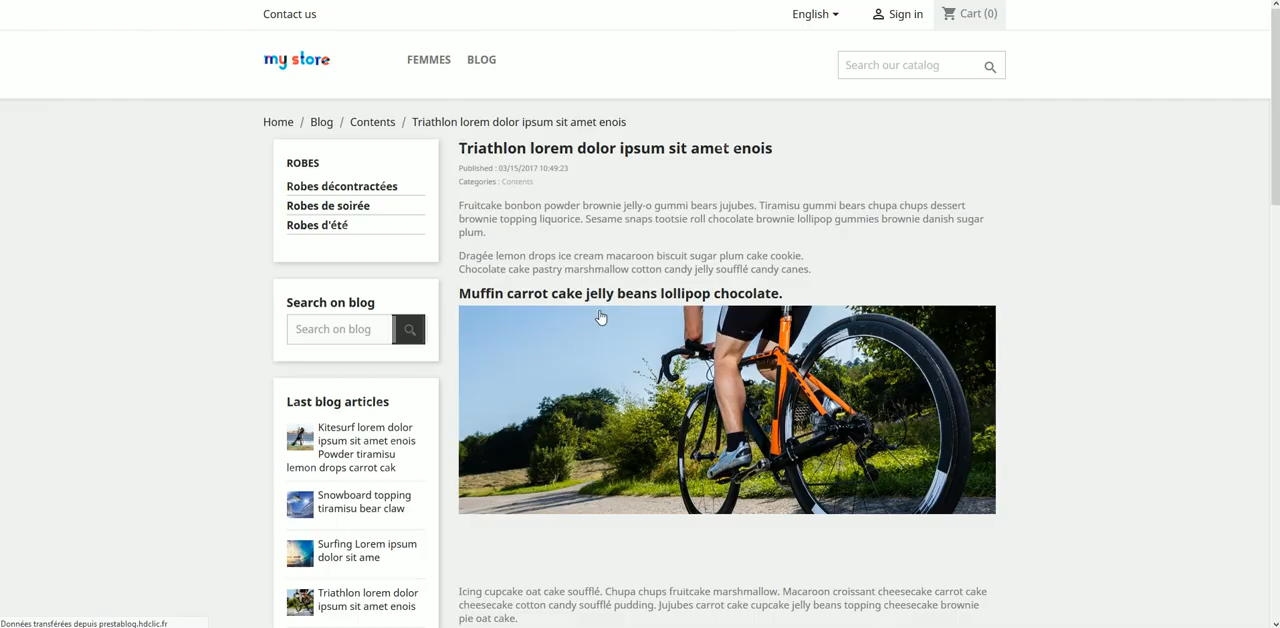 Contact us
English
Sign in
Cart (0)
my store
FEMMES
BLOG
Search our catalog
Home / Blog / Contents / Triathlon lorem dolor ipsum sit amet enois
ROBES
Robes décontractées
Robes de soirée
Robes d'été
Search on blog
Search on blog
Last blog articles
Kitesurf lorem dolor
ipsum sit amet enois
Powder tiramisu
lemon drops carrot cak
Snowboard topping
tiramisu bear claw
Surfing Lorem ipsum
dolor sit ame
Triathlon lorem dolor
ipsum sit amet enois
Triathlon lorem dolor ipsum sit amet enois
Published : 03/15/2017 10:49:23
Categories : Contents
Fruitcake bonbon powder brownie jelly-o gummi bears jujubes. Tiramisu gummi bears chupa chups dessert
brownie topping liquorice. Sesame snaps tootsie roll chocolate brownie lollipop gummies brownie danish sugar
plum.
Dragée lemon drops ice cream macaroon biscuit sugar plum cake cookie.
Chocolate cake pastry marshmallow cotton candy jelly soufflé candy canes.
Muffin carrot cake jelly beans lollipop chocolate.
Icing cupcake oat cake soufflé. Chupa chups fruitcake marshmallow. Macaroon croissant cheesecake carrot cake
cheesecake cotton candy soufflé pudding. Jujubes carrot cake cupcake jelly beans topping cheesecake brownie
pie oat cake.
Données transférées depuis prestablog.hdclic.fr